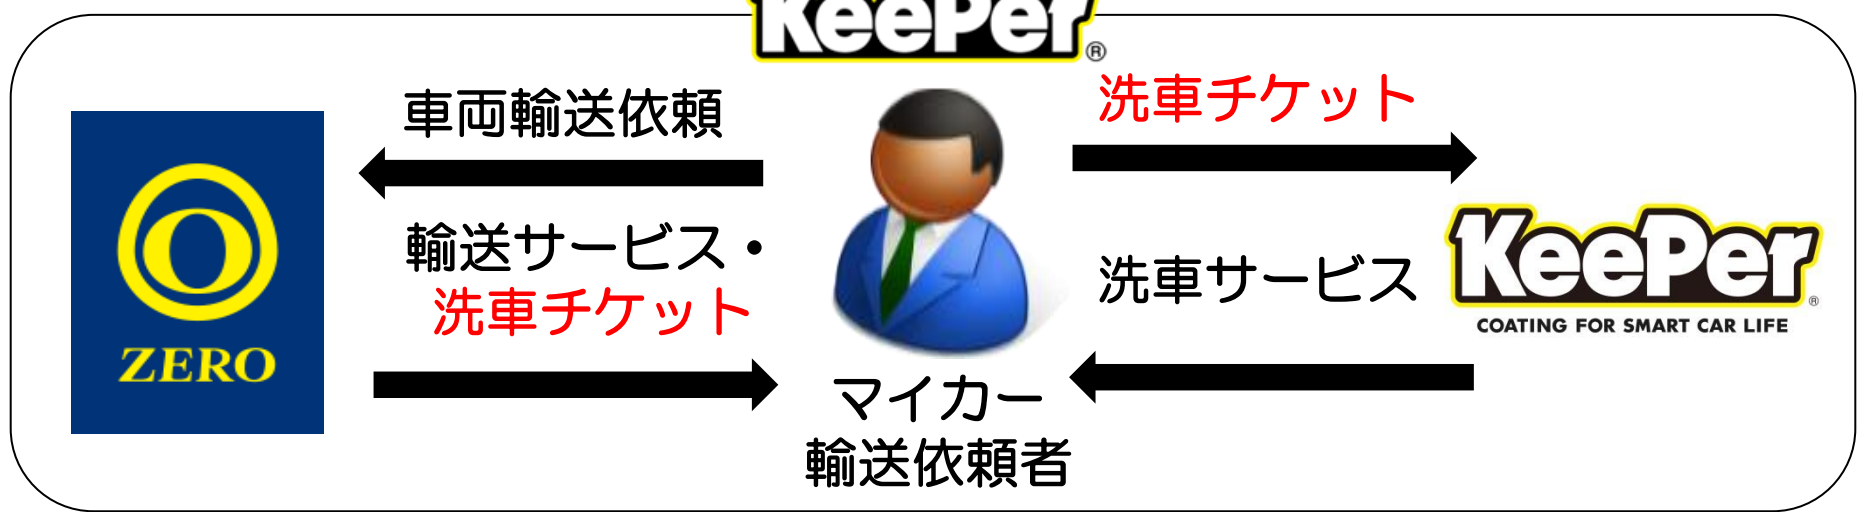 KeePer®
車両輸送依頼
輸送サービス・
洗車チケット
ZERO
マイカー
輸送依頼者
洗車チケット
洗車サービス
KeePer®
COATING FOR SMART CAR LIFE